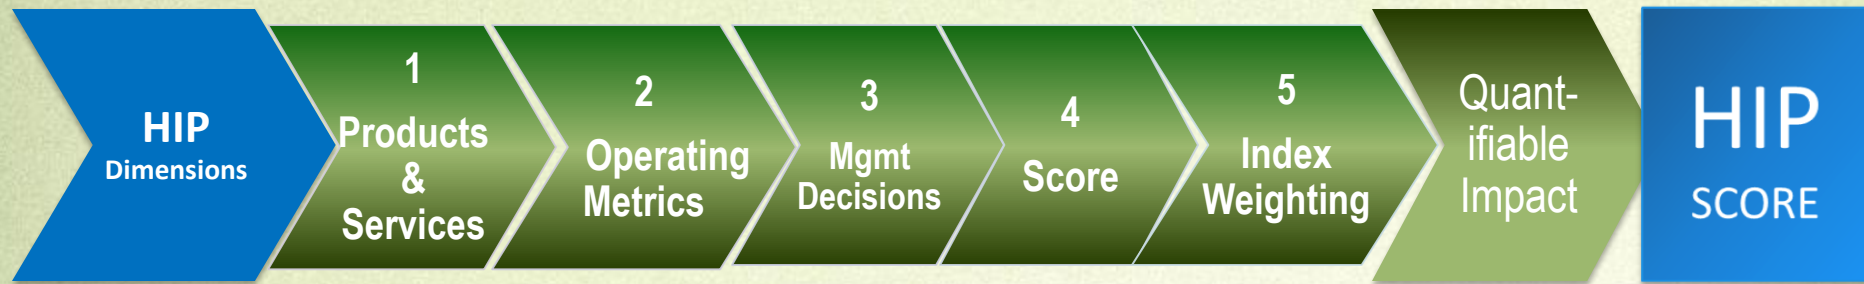 HIP
Dimensions
1
Products
&
Services
2
Operating
Metrics
3
Mgmt
Decisions
4
Score
5
Index
Weighting
Quant-
ifiable
Impact
HIP
SCORE